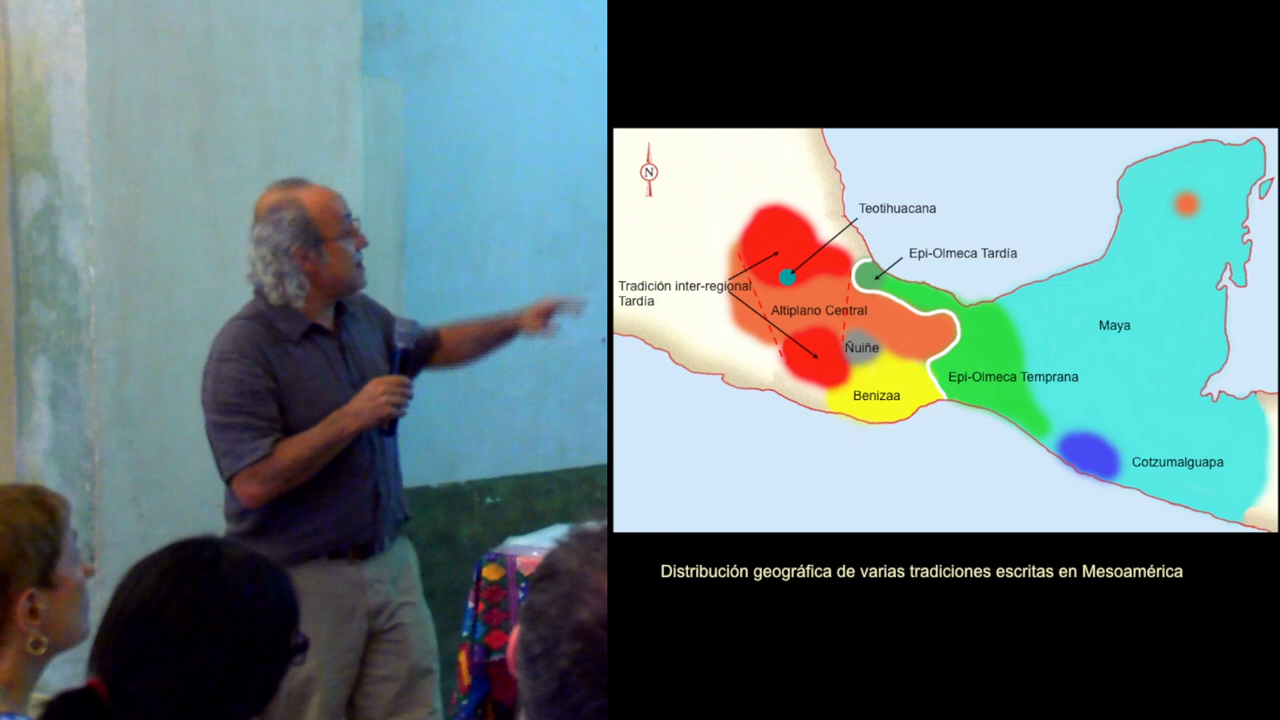 N
Teotihuacana
Epi-Olmeca Tardía
Tradición inter-regional
Tardía
Altiplano Central
Maya
Ñuiñe
Epi-Olmeca Temprana
Benizaa
Cotzumalguapa
Distribución geográfica de varias tradiciones escritas en Mesoamérica